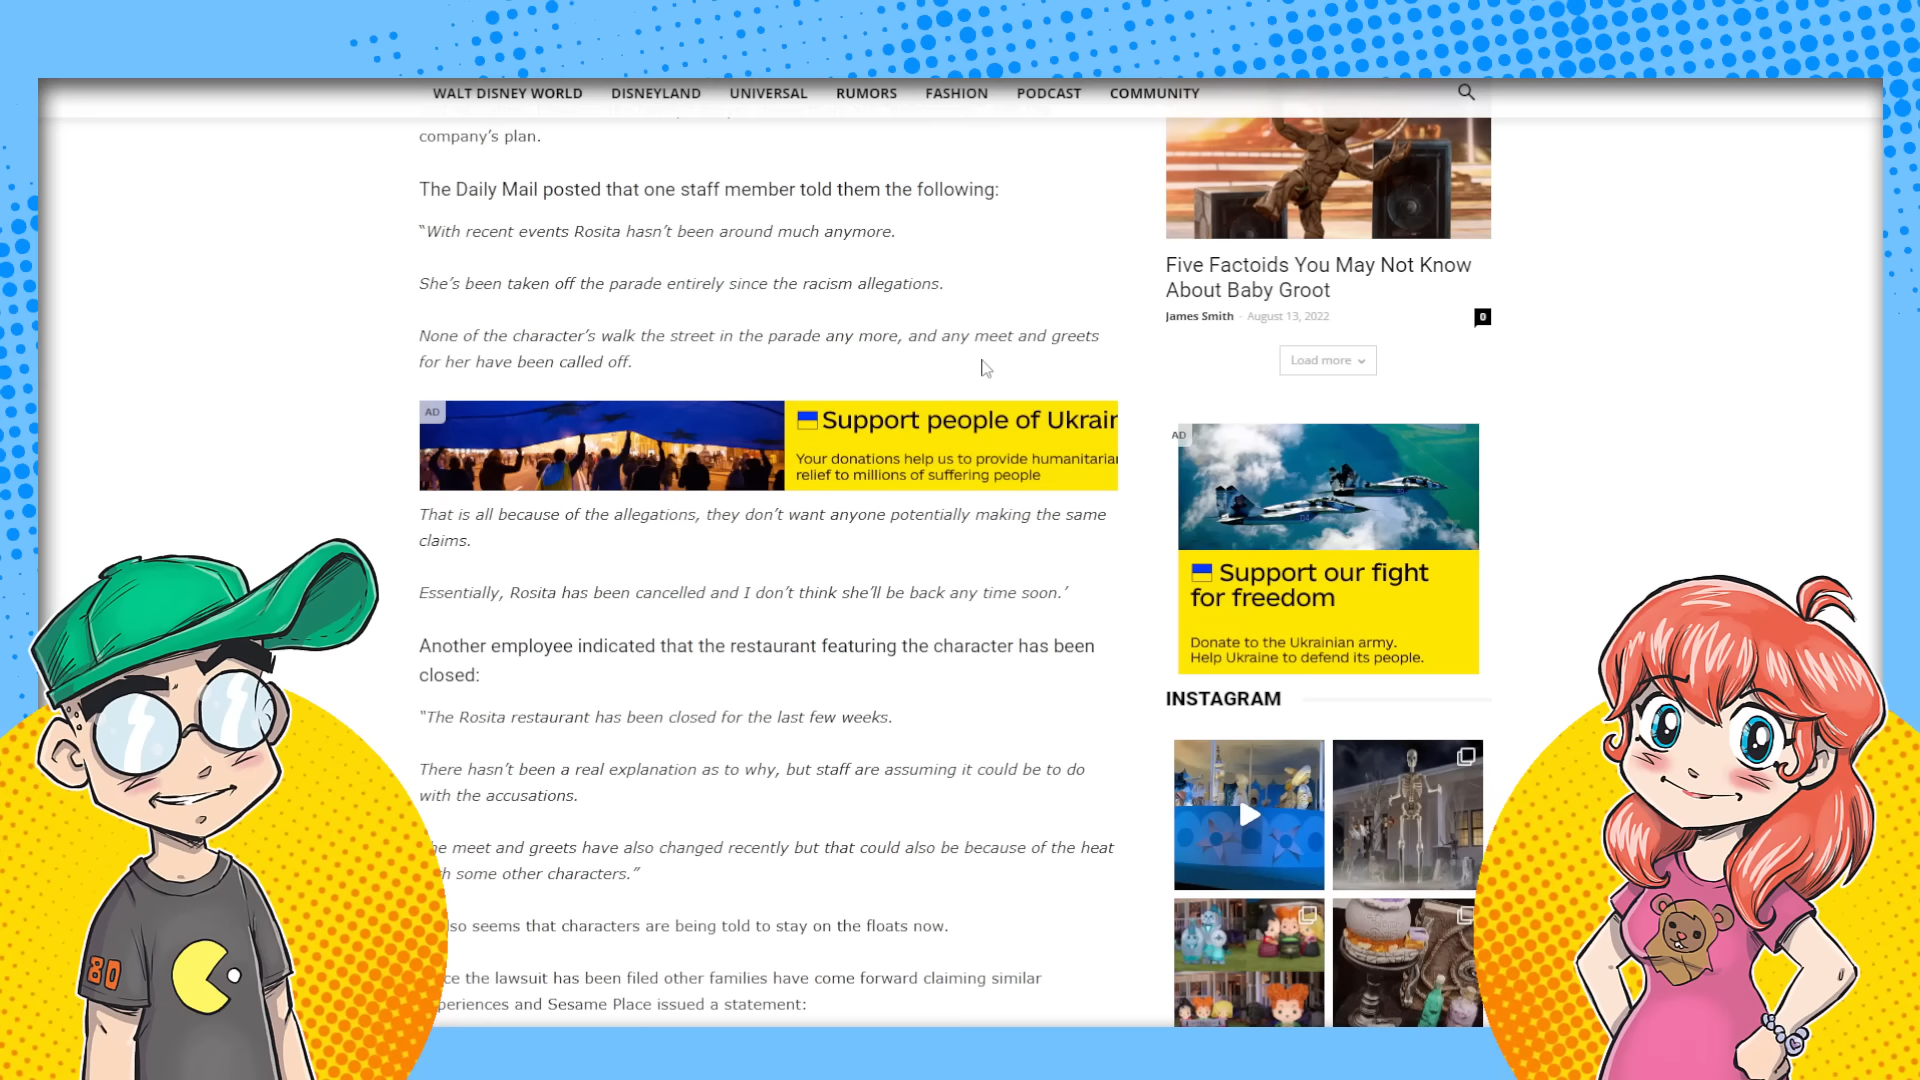 WALT DISNEY WORLD DISNEYLAND UNIVERSAL RUMORS FASHION PODCAST COMMUNITY
company’s plan.
The Daily Mail posted that one staff member told them the following:
“With recent events Rosita hasn’t been around much anymore.
She’s been taken off the parade entirely since the racism allegations.
None of the character’s walk the street in the parade any more, and any meet and greets
for her have been called off.
AD
Support people of Ukrair
Your donations help us to provide humanitarian
relief to millions of suffering people
That is all because of the allegations, they don’t want anyone potentially making the same
claims.
Essentially, Rosita has been cancelled and I don’t think she’ll be back any time soon.’
Another employee indicated that the restaurant featuring the character has been
closed:
“The Rosita restaurant has been closed for the last few weeks.
There hasn’t been a real explanation as to why, but staff are assuming it could be to do
with the accusations.
he meet and greets have also changed recently but that could also be because of the heat
h some other characters.”
so seems that characters are being told to stay on the floats now.
ce the lawsuit has been filed other families have come forward claiming similar
periences and Sesame Place issued a statement:
Five Factoids You May Not Know
About Baby Groot
James Smith - August 13, 2022
0
Load more
AD
Support our fight
for freedom
Donate to the Ukrainian army.
Help Ukraine to defend its people.
INSTAGRAM
80